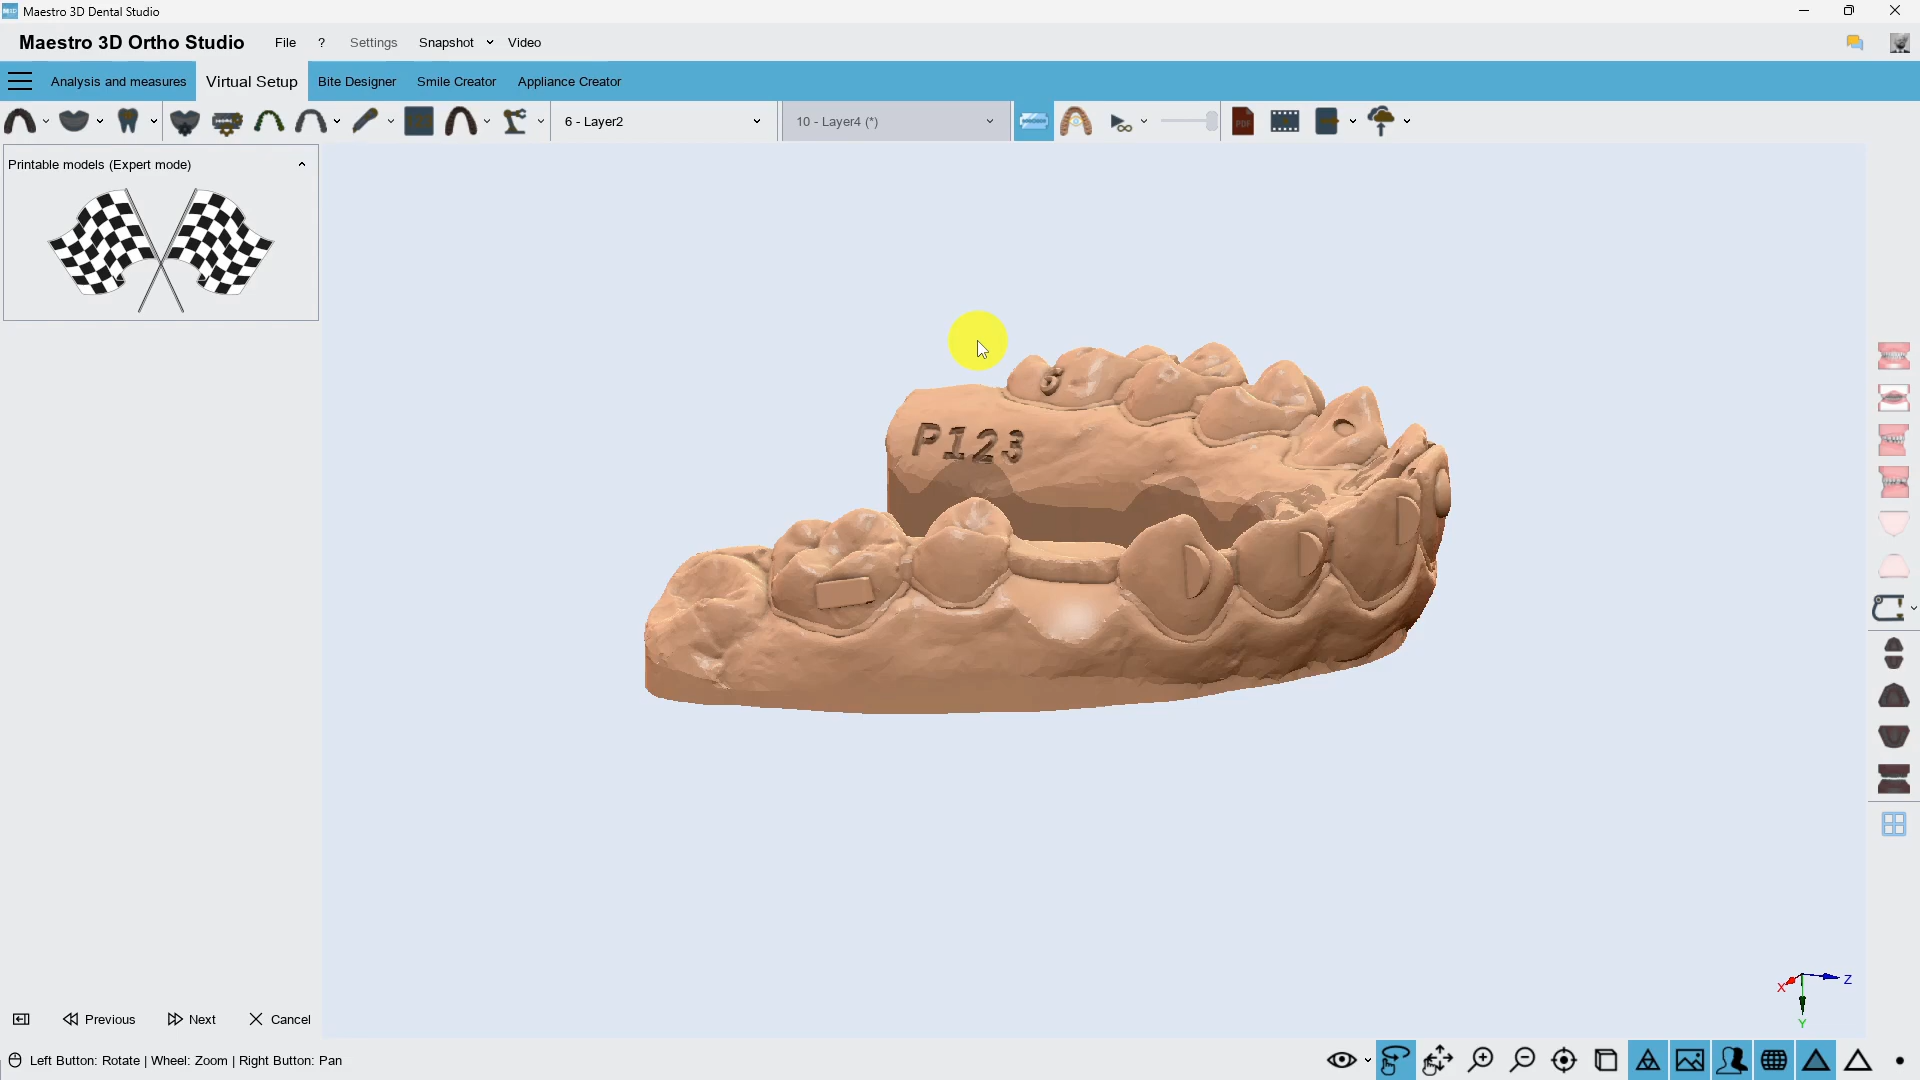 Maestro 3D Dental Studio
Maestro 3D Ortho Studio File ? Settings Snapshot Video
Analysis and measures Virtual Setup Bite Designer Smile Creator Appliance Creator
6 - Layer2 10 - Layer4 (*) PDF
Printable models (Expert mode)
6
P123
Previous Next Cancel
X Z
Y
Left Button: Rotate | Wheel: Zoom | Right Button: Pan